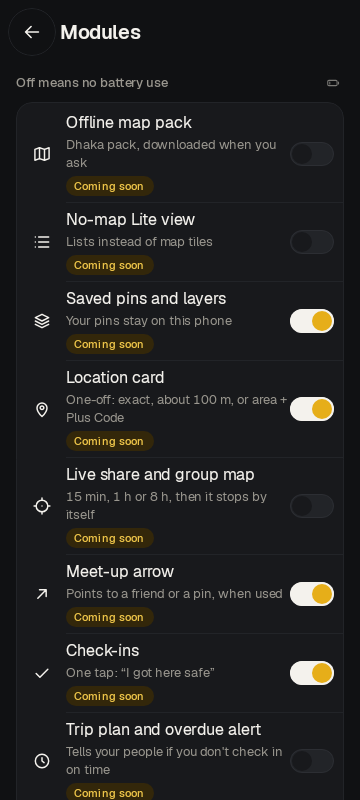 Modules
Off means no battery use
Offline map pack
Dhaka pack, downloaded when you
ask
Coming soon
No-map Lite view
Lists instead of map tiles
Coming soon
Saved pins and layers
Your pins stay on this phone
Coming soon
Location card
One-off: exact, about 100 m, or area +
Plus Code
Coming soon
Live share and group map
15 min, 1 h or 8 h, then it stops by
itself
Coming soon
Meet-up arrow
Points to a friend or a pin, when used
Coming soon
Check-ins
One tap: “I got here safe”
Coming soon
Trip plan and overdue alert
Tells your people if you don't check in
on time
Coming soon